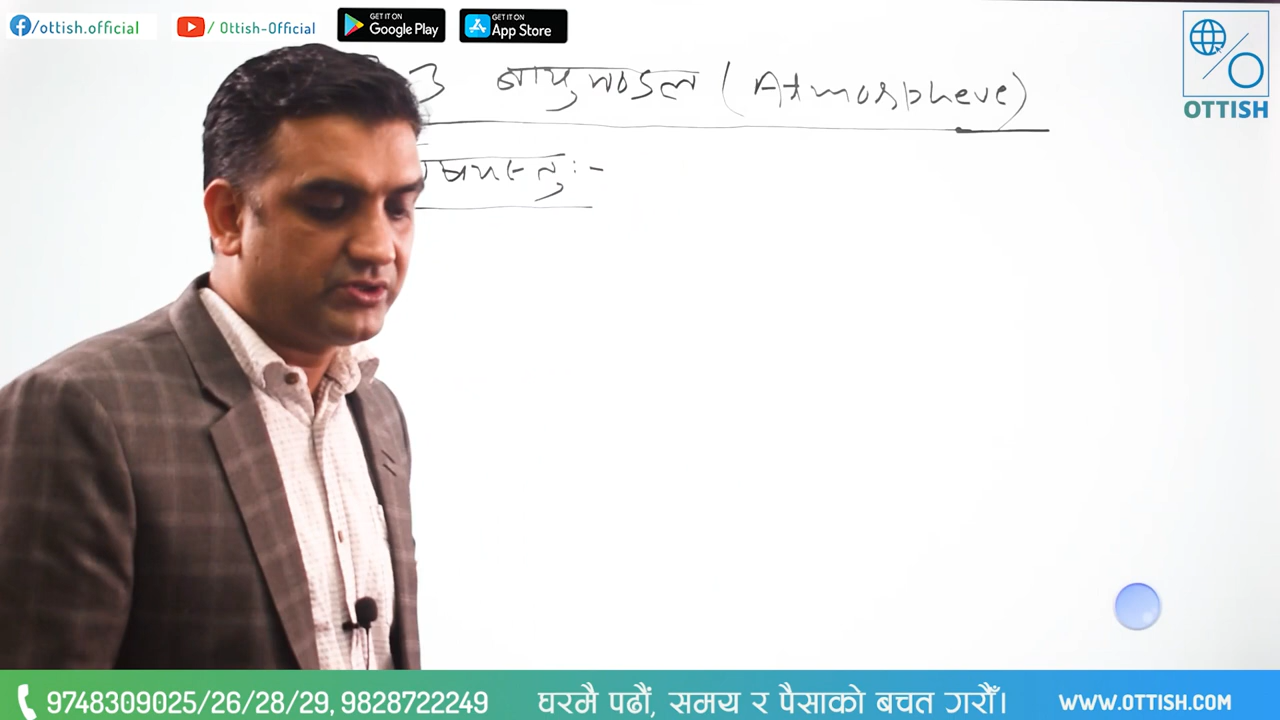 /ottish.official
/ Ottish-Official
GET IT ON
Google Play
GET IT ON
App Store
OTTISH
3 वायुमण्डल (Atmosphere)
9748309025/26/28/29, 9828722249
घरमै पढौं, समय र पैसाको बचत गरौँ।
WWW.OTTISH.COM